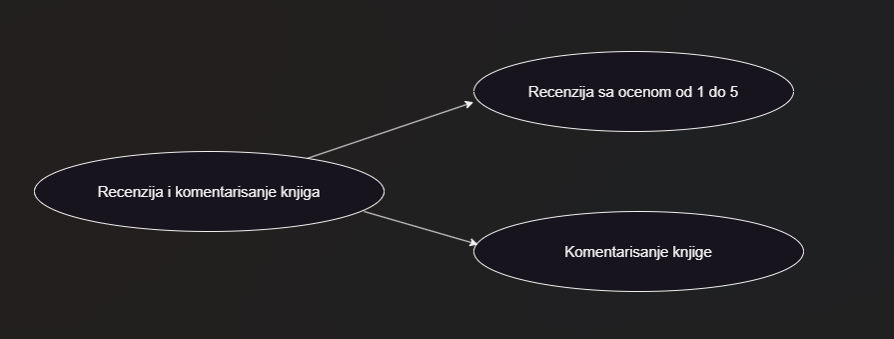 Recenzija sa ocenom od 1 do 5
Recenzija i komentarisanje knjiga
Komentarisanje knjige